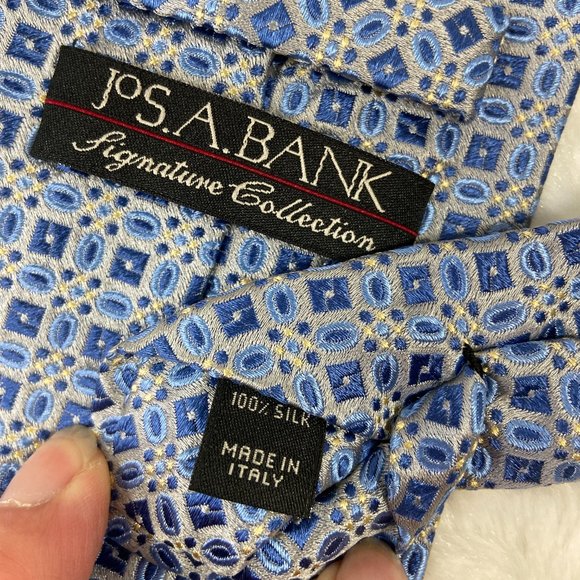 JOS.A.BANK
Signature Collection
100% SILK
MADE IN
ITALY